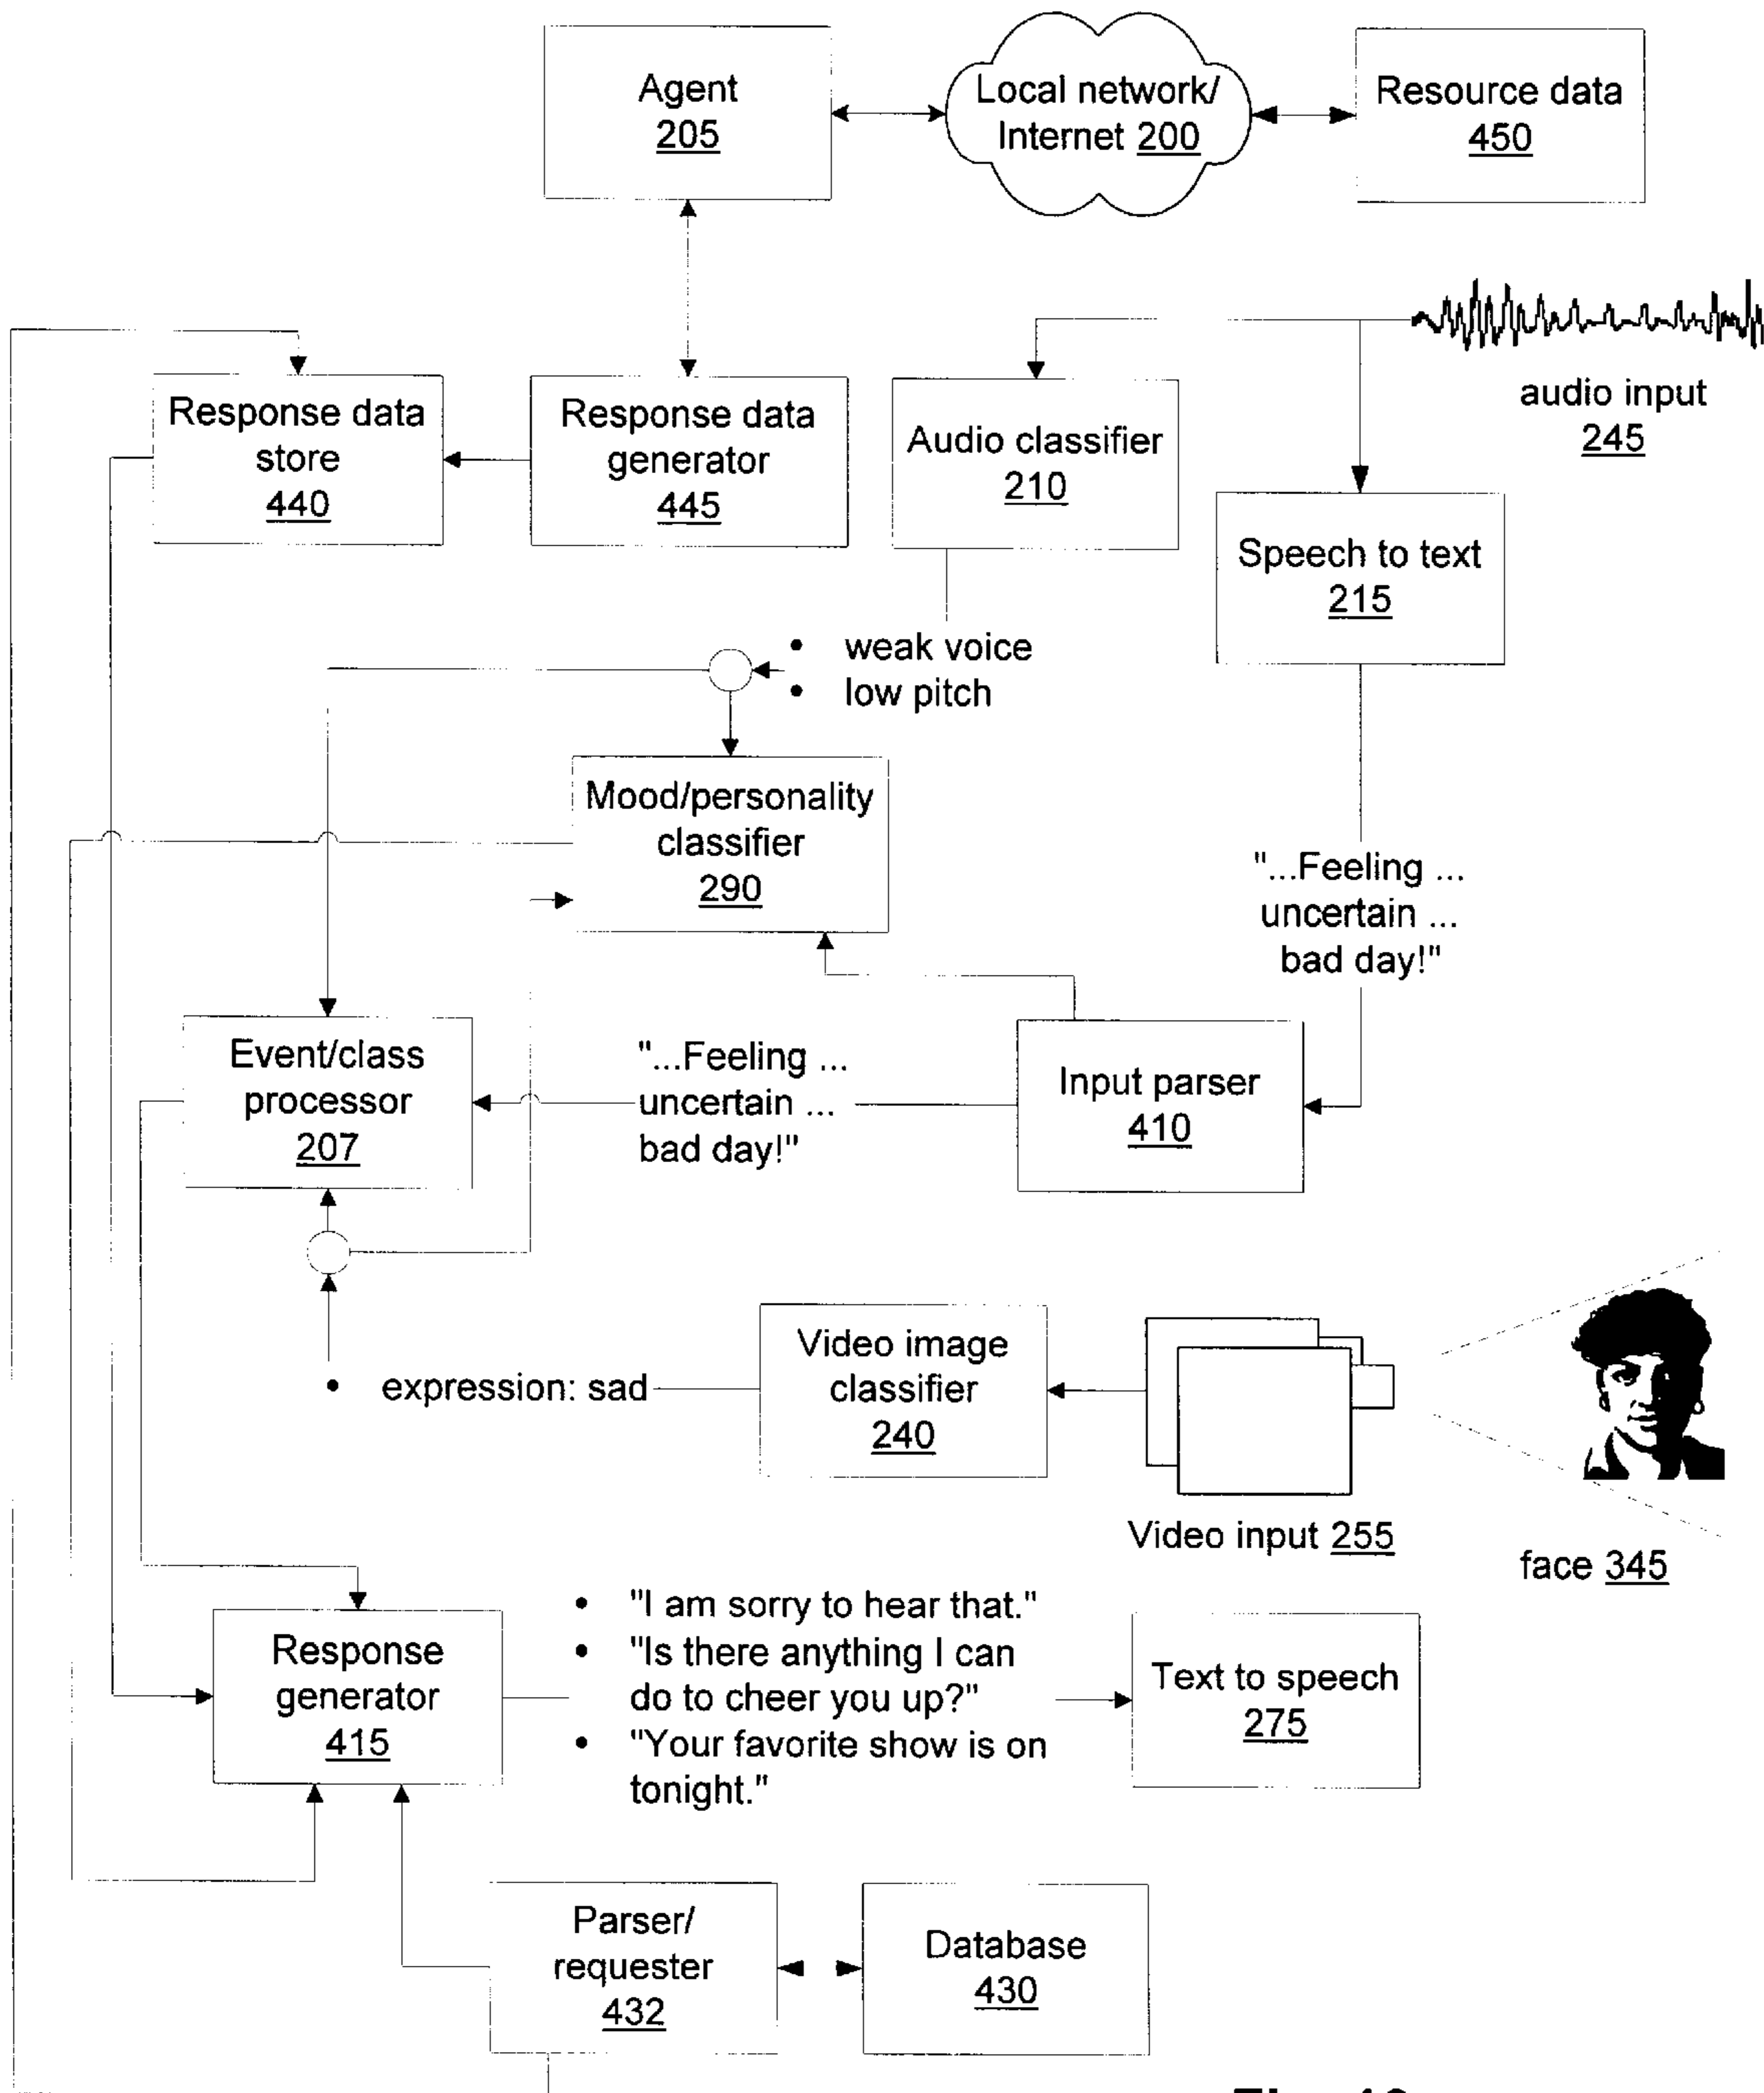 Agent
205
Local network/
Internet 200
Resource data
450
audio input
245
Response data
store
440
Response data
generator
445
Audio classifier
210
Speech to text
215
• weak voice
• low pitch
Mood/personality
classifier
290
"...Feeling ...
uncertain ...
bad day!"
Event/class
processor
207
"...Feeling ...
uncertain ...
bad day!"
Input parser
410
• expression: sad
Video image
classifier
240
Video input 255
face 345
Response
generator
415
• "I am sorry to hear that."
• "Is there anything I can
do to cheer you up?"
• "Your favorite show is on
tonight."
Text to speech
275
Parser/
requester
432
Database
430